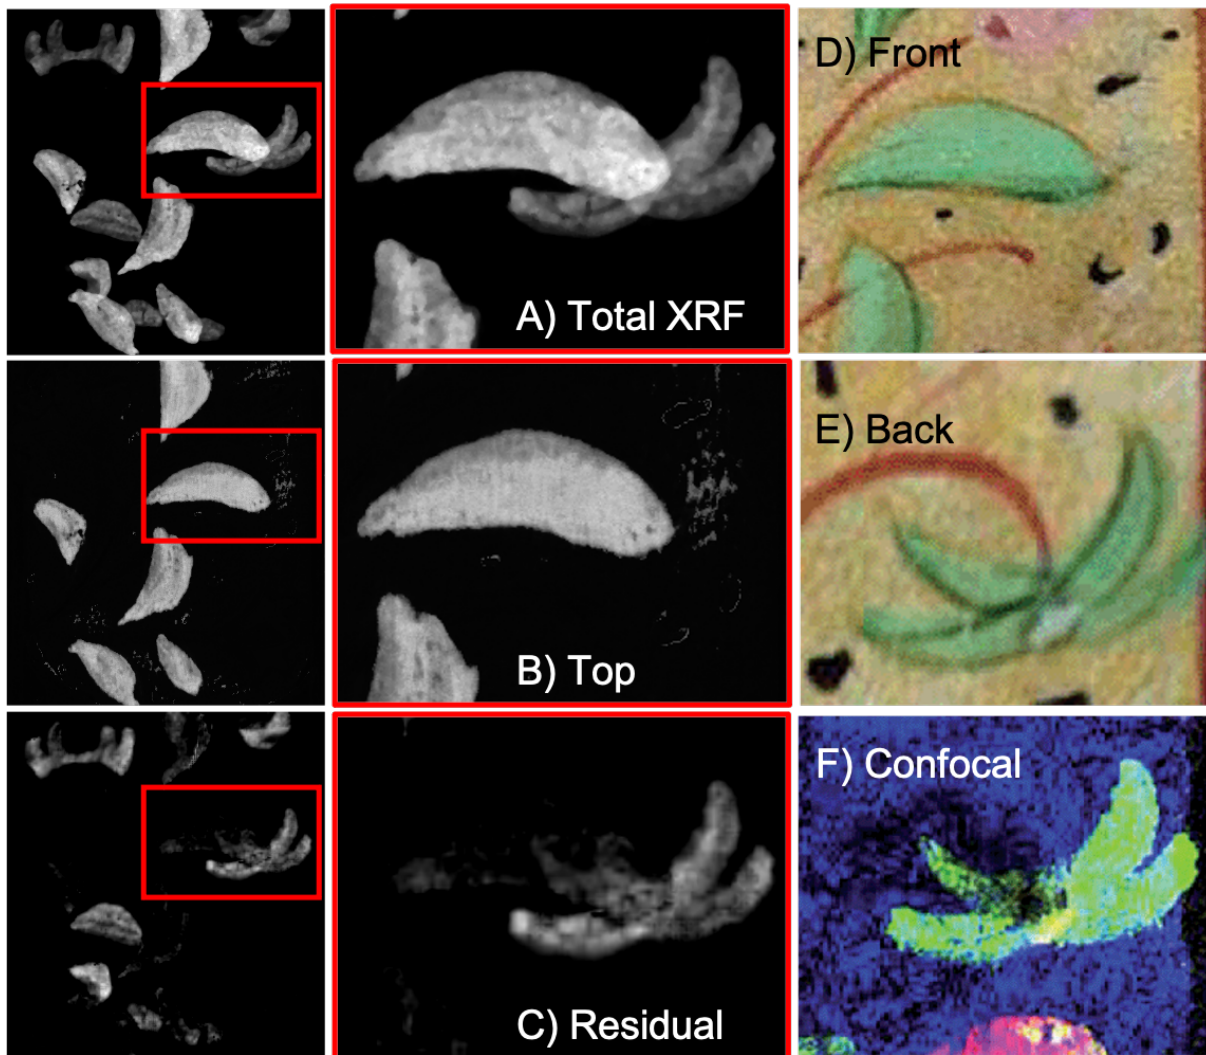 D) Front
A) Total XRF
E) Back
B) Top
F) Confocal
C) Residual